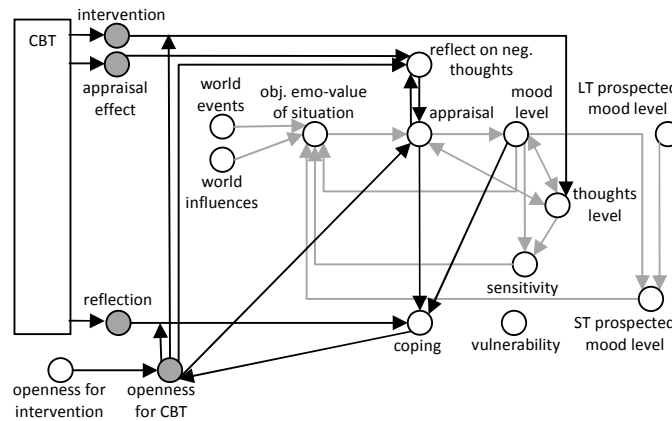 intervention
CBT
appraisal
effect
reflect on neg.
thoughts
world
events
obj. emo-value
of situation
appraisal
mood
level
LT prospected
mood level
world
influences
thoughts
level
sensitivity
reflection
coping
vulnerability
ST prospected
mood level
openness for
intervention
openness
for CBT